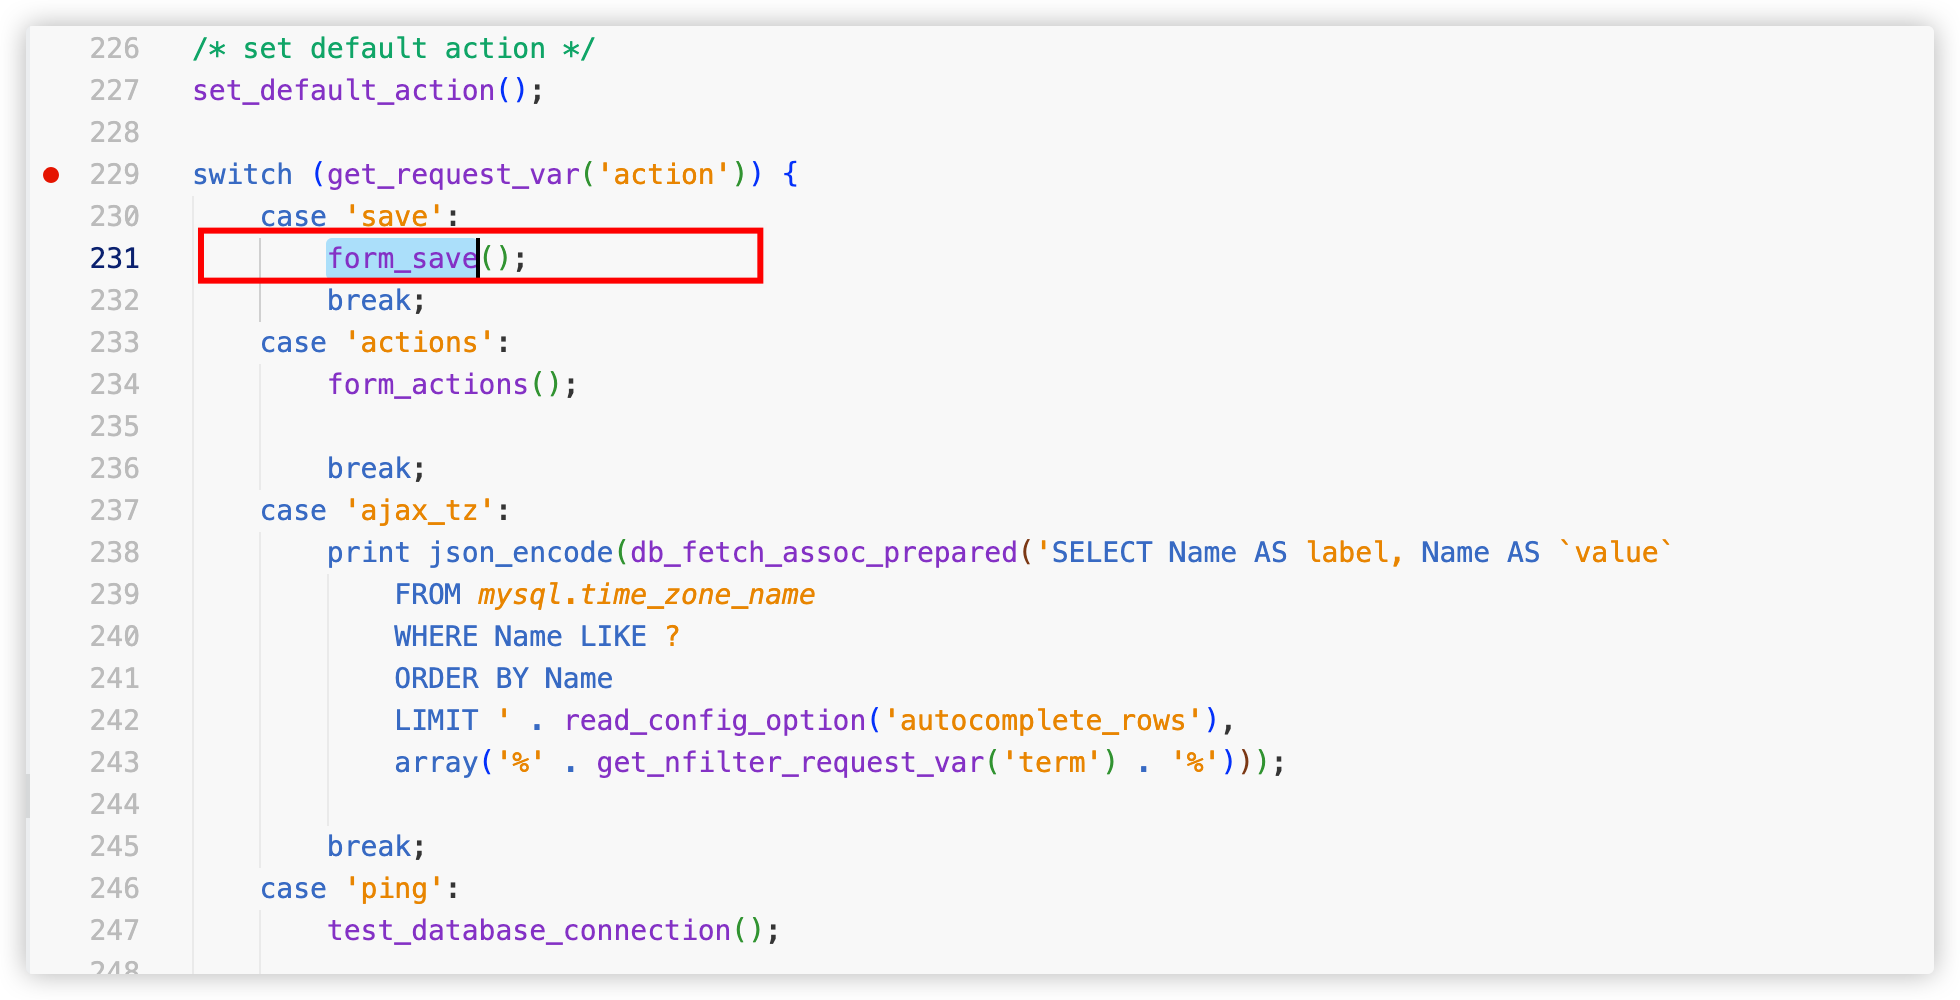 226 /* set default action */
227 set_default_action();
228
229 switch (get_request_var('action')) {
230 case 'save':
231 form_save();
232 break;
233 case 'actions':
234 form_actions();
235
236 break;
237 case 'ajax_tz':
238 print json_encode(db_fetch_assoc_prepared('SELECT Name AS label, Name AS `value`
239 FROM mysql.time_zone_name
240 WHERE Name LIKE ?
241 ORDER BY Name
242 LIMIT ' . read_config_option('autocomplete_rows'),
243 array('%' . get_nfilter_request_var('term') . '%')));
244
245 break;
246 case 'ping':
247 test_database_connection();
248